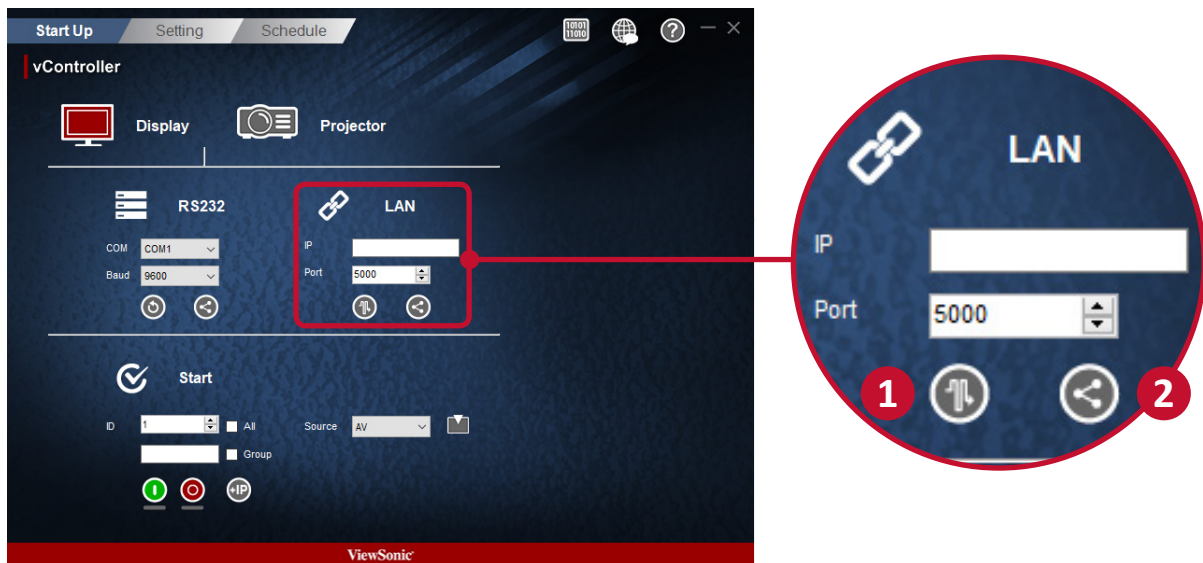 Start Up Setting Schedule
10101
11010
?
vController
Display Projector
RS232 LAN
COM COM1 IP
Baud 9600 Port 5000
Start
ID 1 All Source AV
Group
+IP
ViewSonic
LAN
IP
Port 5000
1 2